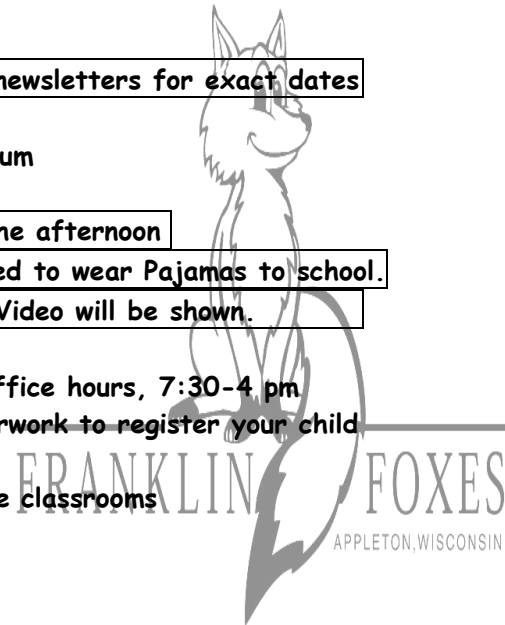 newsletters for exact dates
um
ne afternoon
ed to wear Pajamas to school.
Video will be shown.
ffice hours, 7:30-4 pm
rwork to register your child
FRANKLIN FOXES
e classrooms
APPLETON, WISCONSIN